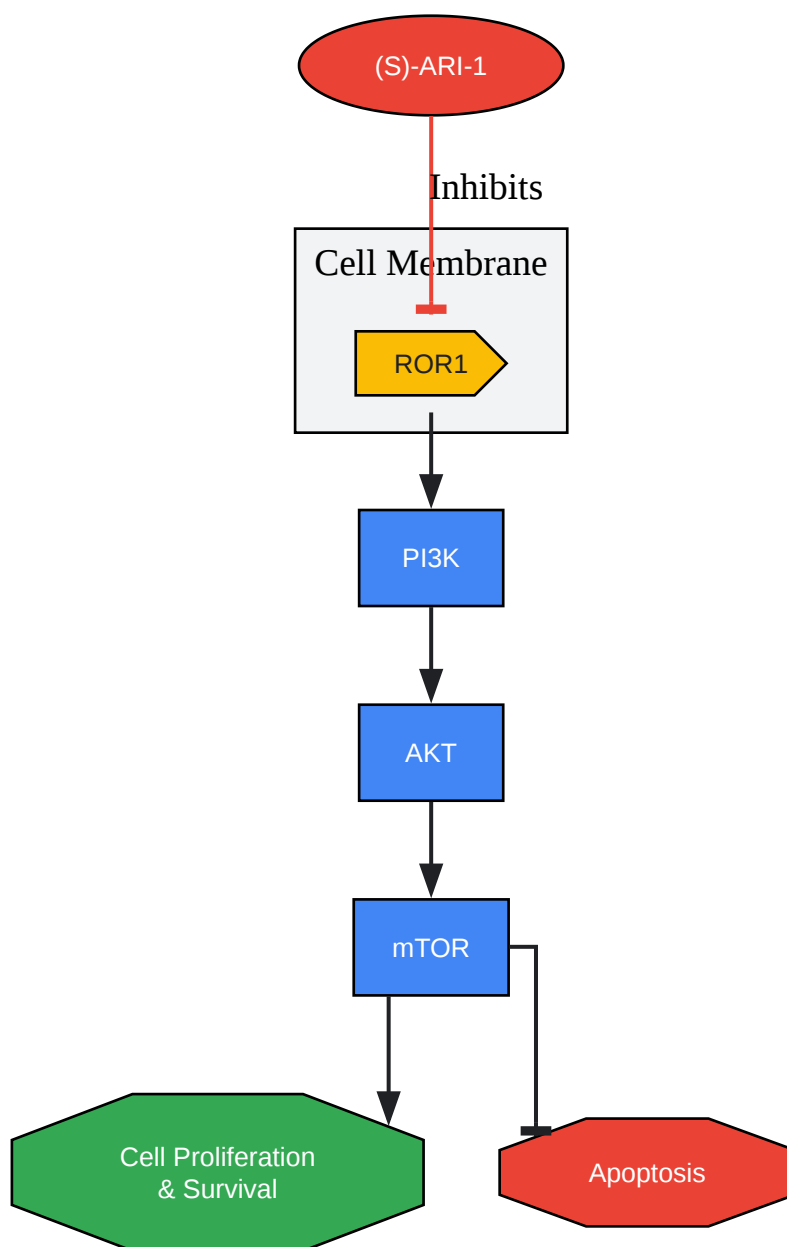 (S)-ARI-1
Inhibits
Cell Membrane
ROR1
PI3K
AKT
mTOR
Cell Proliferation
& Survival
Apoptosis